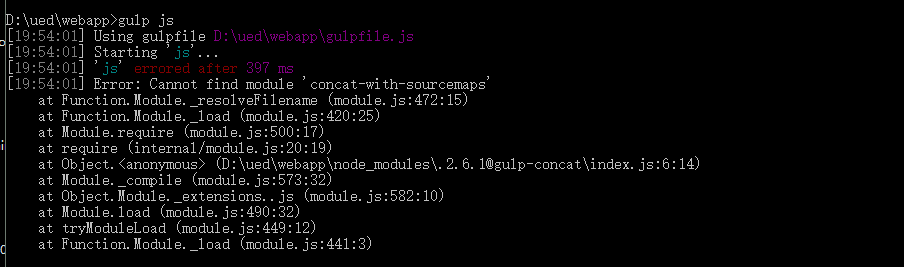 D:\ued\webapp>gulp js
[19:54:01] Using gulpfile D:\ued\webapp\gulpfile.js
[19:54:01] Starting 'js'...
[19:54:01] 'js' errored after 397 ms
[19:54:01] Error: Cannot find module 'concat-with-sourcemaps'
    at Function.Module._resolveFilename (module.js:472:15)
    at Function.Module._load (module.js:420:25)
    at Module.require (module.js:500:17)
    at require (internal/module.js:20:19)
    at Object.<anonymous> (D:\ued\webapp\node_modules\.2.6.1@gulp-concat\index.js:6:14)
    at Module._compile (module.js:573:32)
    at Object.Module._extensions..js (module.js:582:10)
    at Module.load (module.js:490:32)
    at tryModuleLoad (module.js:449:12)
    at Function.Module._load (module.js:441:3)